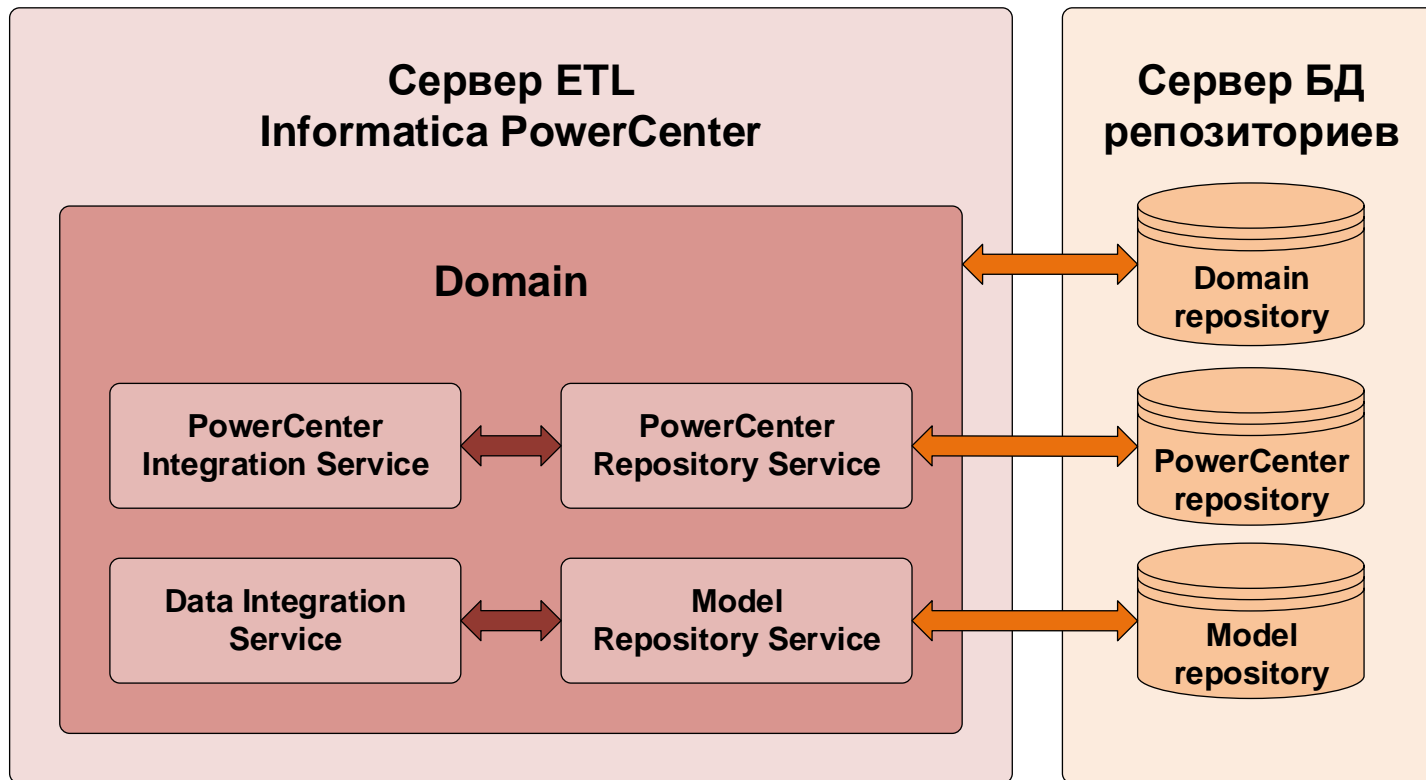 Сервер ETL
Informatica PowerCenter
Сервер БД
репозиториев
Domain
Domain
repository
PowerCenter
Integration Service
PowerCenter
Repository Service
PowerCenter
repository
Data Integration
Service
Model
Repository Service
Model
repository